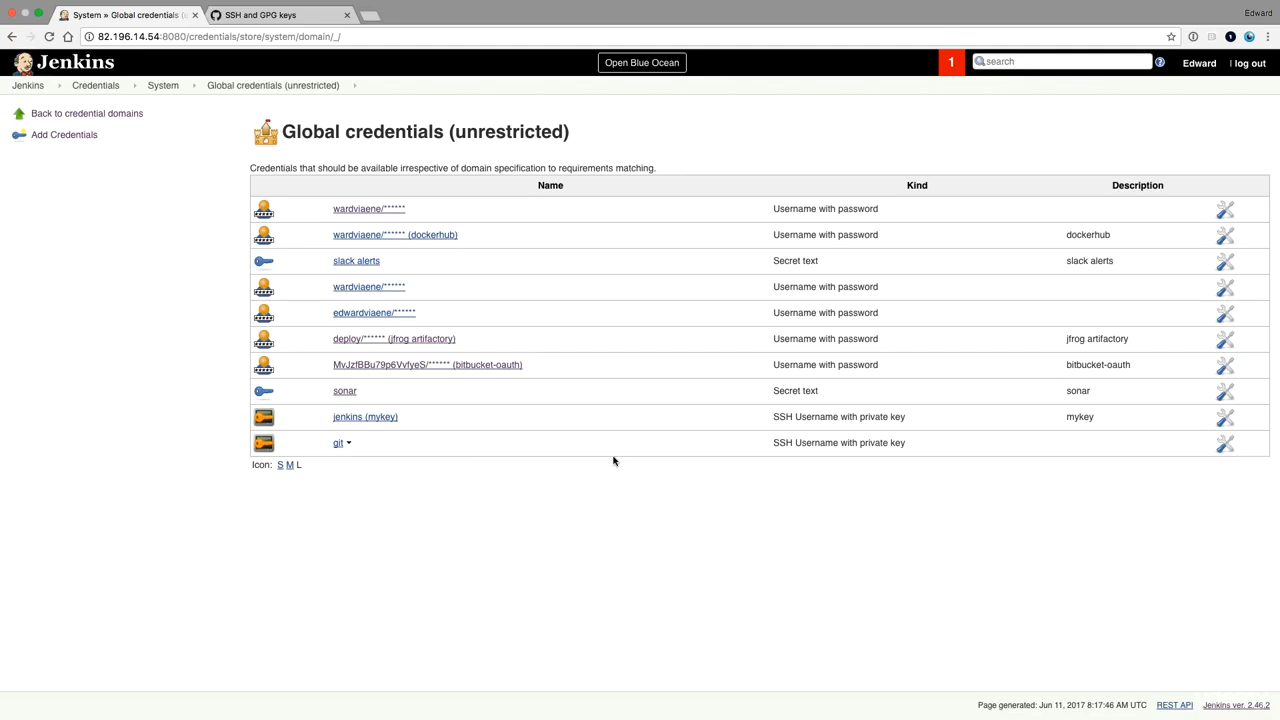 System » Global credentials (
SSH and GPG keys
Edward
82.196.14.54:8080/credentials/store/system/domain/_/
Jenkins
Open Blue Ocean
1
search
Edward
| log out
Jenkins
Credentials
System
Global credentials (unrestricted)
Back to credential domains
Add Credentials
Global credentials (unrestricted)
Credentials that should be available irrespective of domain specification to requirements matching.
Name Kind Description
wardviaene/****** Username with password
wardviaene/****** (dockerhub) Username with password dockerhub
slack alerts Secret text slack alerts
wardviaene/****** Username with password
edwardviaene/****** Username with password
deploy/****** (jfrog artifactory) Username with password jfrog artifactory
MvJzfBBu79p6VvfyeS/****** (bitbucket-oauth) Username with password bitbucket-oauth
sonar Secret text sonar
jenkins (mykey) SSH Username with private key mykey
git SSH Username with private key
Icon: S M L
Page generated: Jun 11, 2017 8:17:46 AM UTC REST API Jenkins ver. 2.46.2